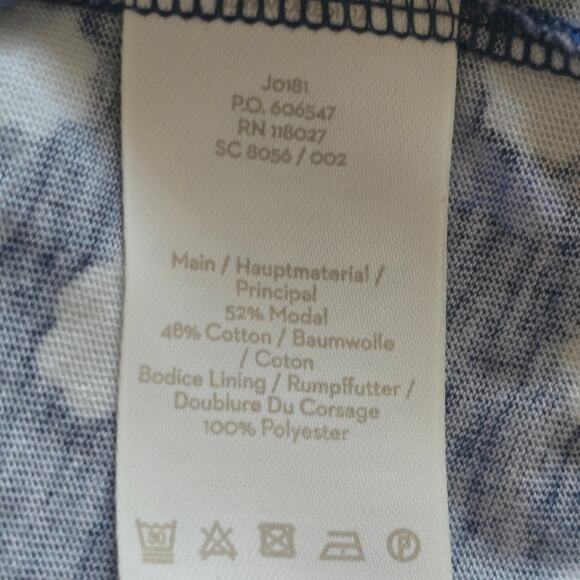 J0181
P.O. 606547
RN 118027
SC 8056 / 002
Main / Hauptmaterial /
Principal
52% Modal
48% Cotton / Baumwolle
/ Coton
Bodice Lining / Rumpffutter /
Doublure Du Corsage
100% Polyester
30
P